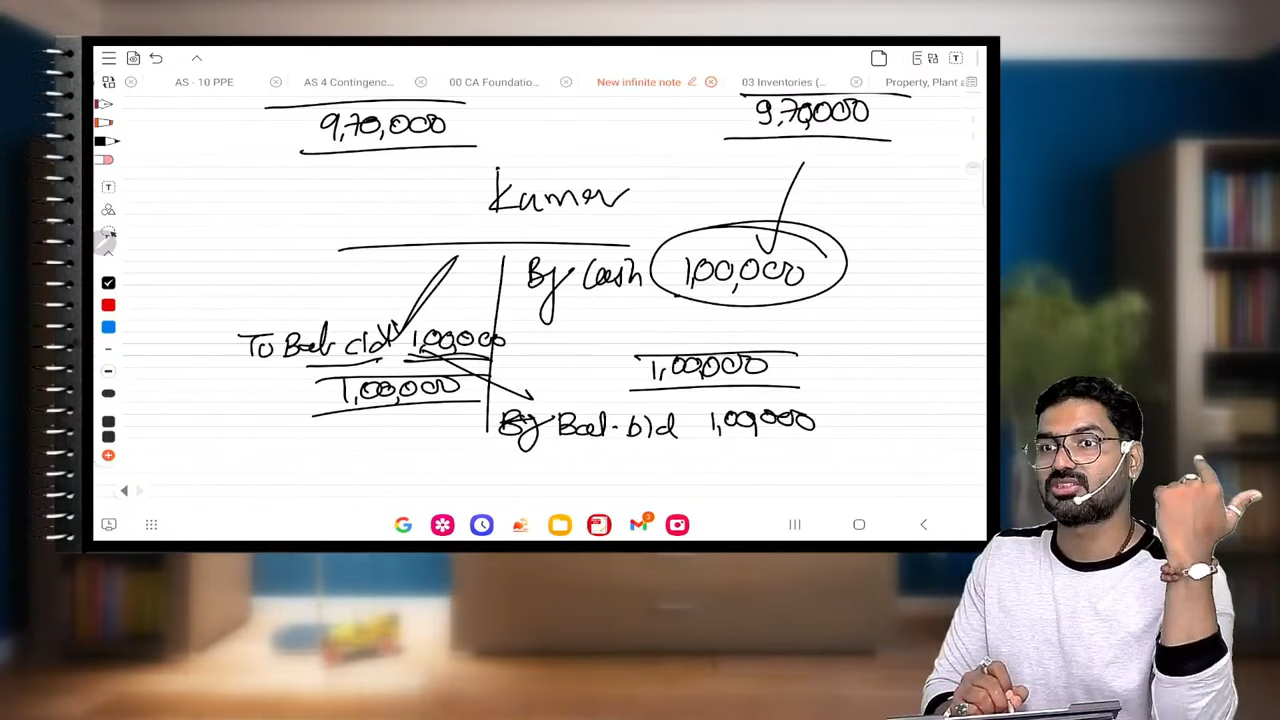 AS - 10 PPE
AS 4 Contingenc...
00 CA Foundatio...
New infinite note
03 Inventories (...
Property, Plant a
9,70,000
9,70,000
Kumar
By Cash 1,00,000
To Bal c/d 1,00,000
1,00,000
1,00,000
By Bal. b/d 1,00,000